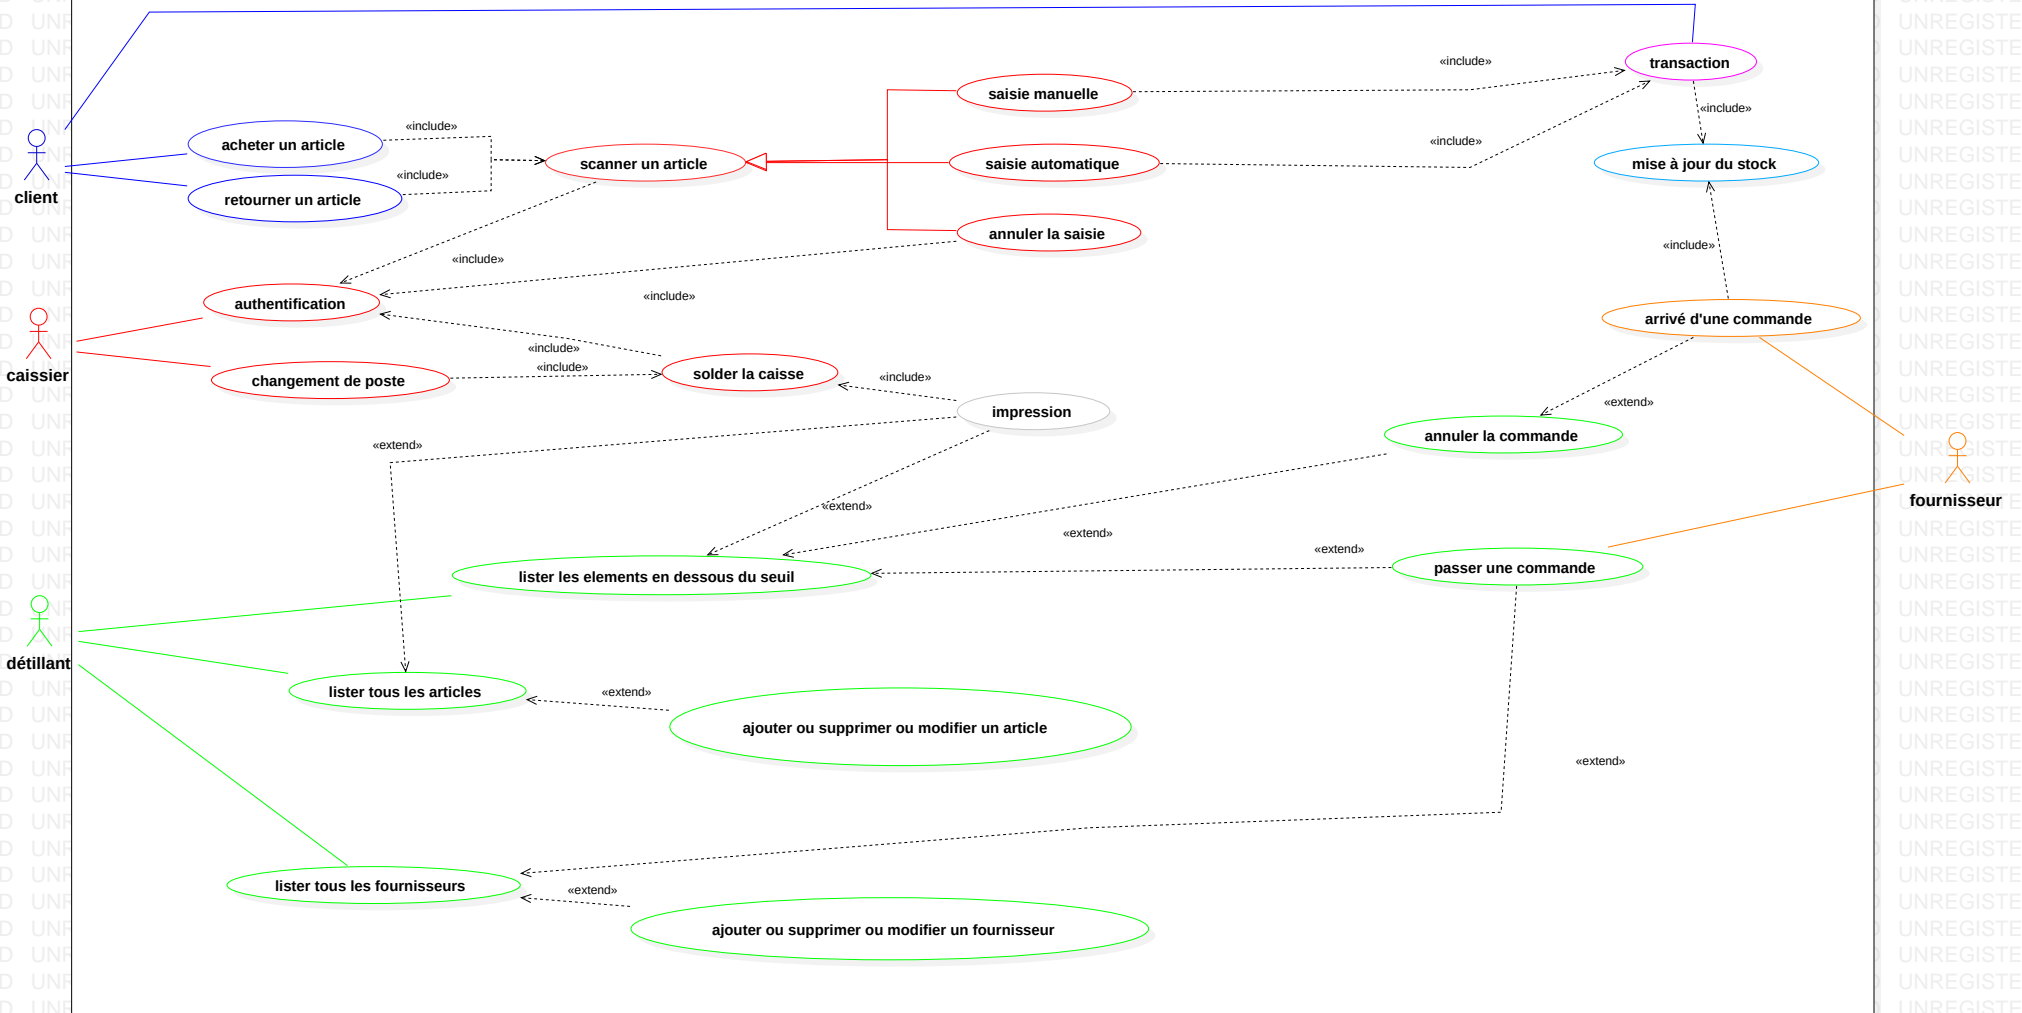 transaction
«include»
saisie manuelle
«include»
«include»
acheter un article
«include»
scanner un article
saisie automatique
mise à jour du stock
«include»
client
retourner un article
annuler la saisie
«include»
«include»
«include»
authentification
arrivé d'une commande
«include»
caissier
changement de poste
«include»
solder la caisse
«include»
impression
«extend»
annuler la commande
«extend»
fournisseur
«extend»
«extend»
«extend»
lister les elements en dessous du seuil
passer une commande
détillant
lister tous les articles
«extend»
ajouter ou supprimer ou modifier un article
«extend»
lister tous les fournisseurs
«extend»
ajouter ou supprimer ou modifier un fournisseur